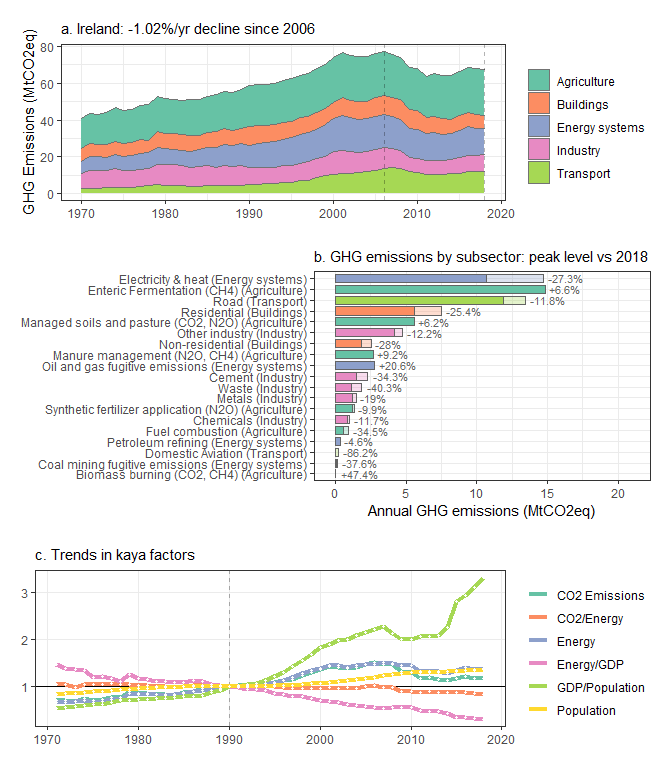 a. Ireland: -1.02%/yr decline since 2006
GHG Emissions (MtCO2eq)
80
60
40
20
0
1970 1980 1990 2000 2010 2020
Agriculture
Buildings
Energy systems
Industry
Transport
b. GHG emissions by subsector: peak level vs 2018
Electricity & heat (Energy systems) -27.3%
Enteric Fermentation (CH4) (Agriculture) +6.6%
Road (Transport) -11.8%
Residential (Buildings) -25.4%
Managed soils and pasture (CO2, N2O) (Agriculture) +6.2%
Other industry (Industry) -12.2%
Non-residential (Buildings) -28%
Manure management (N2O, CH4) (Agriculture) +9.2%
Oil and gas fugitive emissions (Energy systems) +20.6%
Cement (Industry) -34.3%
Waste (Industry) -40.3%
Metals (Industry) -19%
Synthetic fertilizer application (N2O) (Agriculture) -9.9%
Chemicals (Industry) -11.7%
Fuel combustion (Agriculture) -34.5%
Petroleum refining (Energy systems) -4.6%
Domestic Aviation (Transport) -86.2%
Coal mining fugitive emissions (Energy systems) -37.6%
Biomass burning (CO2, CH4) (Agriculture) +47.4%
0 5 10 15 20
Annual GHG emissions (MtCO2eq)
c. Trends in kaya factors
3
2
1
1970 1980 1990 2000 2010 2020
CO2 Emissions
CO2/Energy
Energy
Energy/GDP
GDP/Population
Population